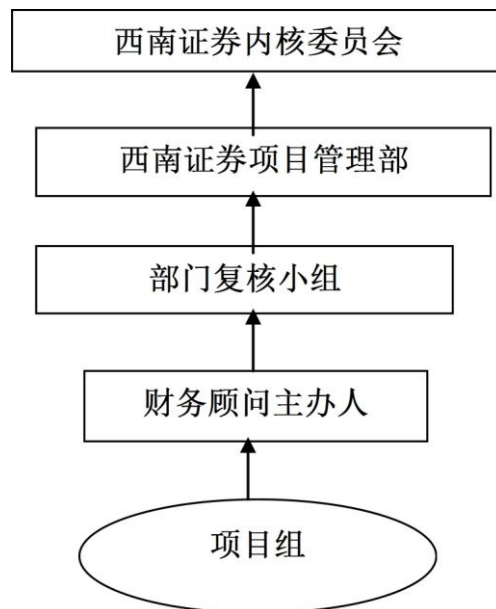 西南证券内核委员会
西南证券项目管理部
部门复核小组
财务顾问主办人
项目组